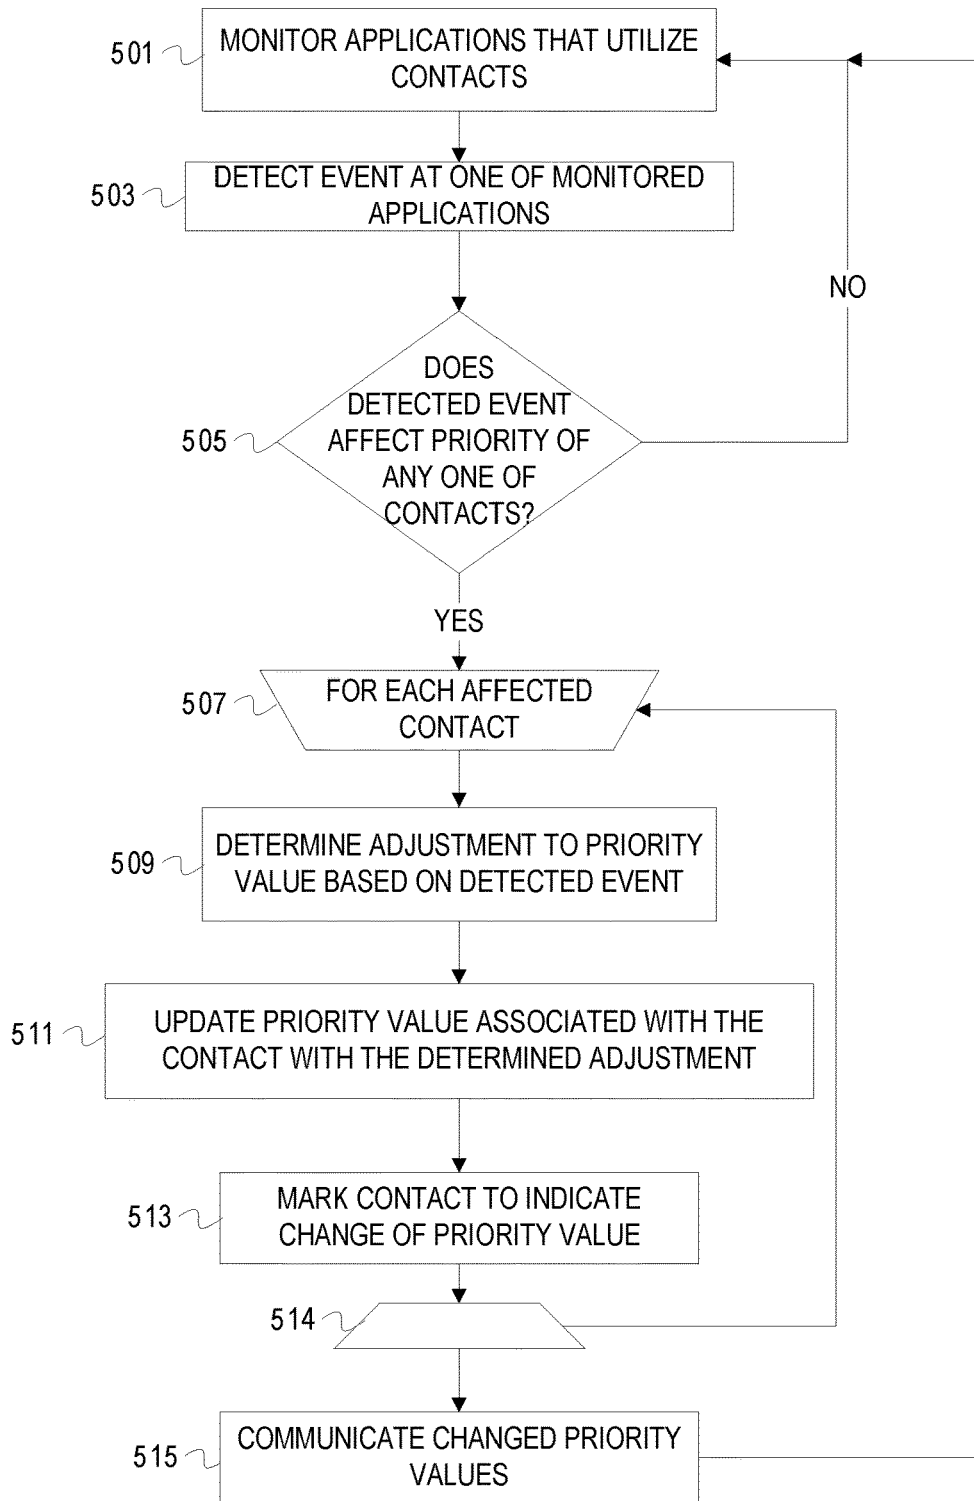 501
MONITOR APPLICATIONS THAT UTILIZE
CONTACTS
503
DETECT EVENT AT ONE OF MONITORED
APPLICATIONS
NO
505
DOES
DETECTED EVENT
AFFECT PRIORITY OF
ANY ONE OF
CONTACTS?
YES
507
FOR EACH AFFECTED
CONTACT
509
DETERMINE ADJUSTMENT TO PRIORITY
VALUE BASED ON DETECTED EVENT
511
UPDATE PRIORITY VALUE ASSOCIATED WITH THE
CONTACT WITH THE DETERMINED ADJUSTMENT
513
MARK CONTACT TO INDICATE
CHANGE OF PRIORITY VALUE
514
515
COMMUNICATE CHANGED PRIORITY
VALUES